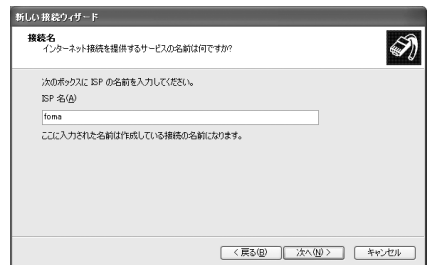 新しい接続ウィザード
接続名
インターネット接続を提供するサービスの名前は何ですか?
次のボックスに ISP の名前を入力してください。
ISP 名(A)
foma
ここに入力された名前は作成している接続の名前になります。
< 戻る(B)
次へ(N) >
キャンセル